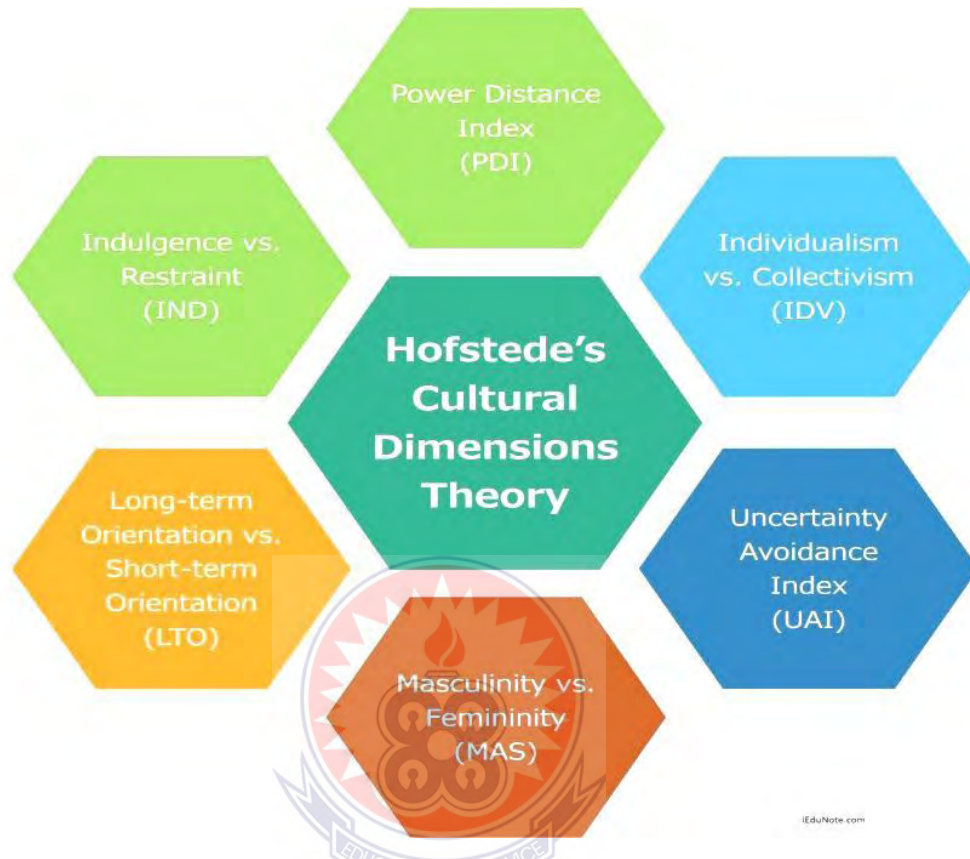 Power Distance
Index
(PDI)
Indulgence vs.
Restraint
(IND)
Individualism
vs. Collectivism
(IDV)
Hofstede's
Cultural
Dimensions
Theory
Long-term
Orientation vs.
Short-term
Orientation
(LTO)
Uncertainty
Avoidance
Index
(UAI)
Masculinity vs.
Femininity
(MAS)
iEduNote.com